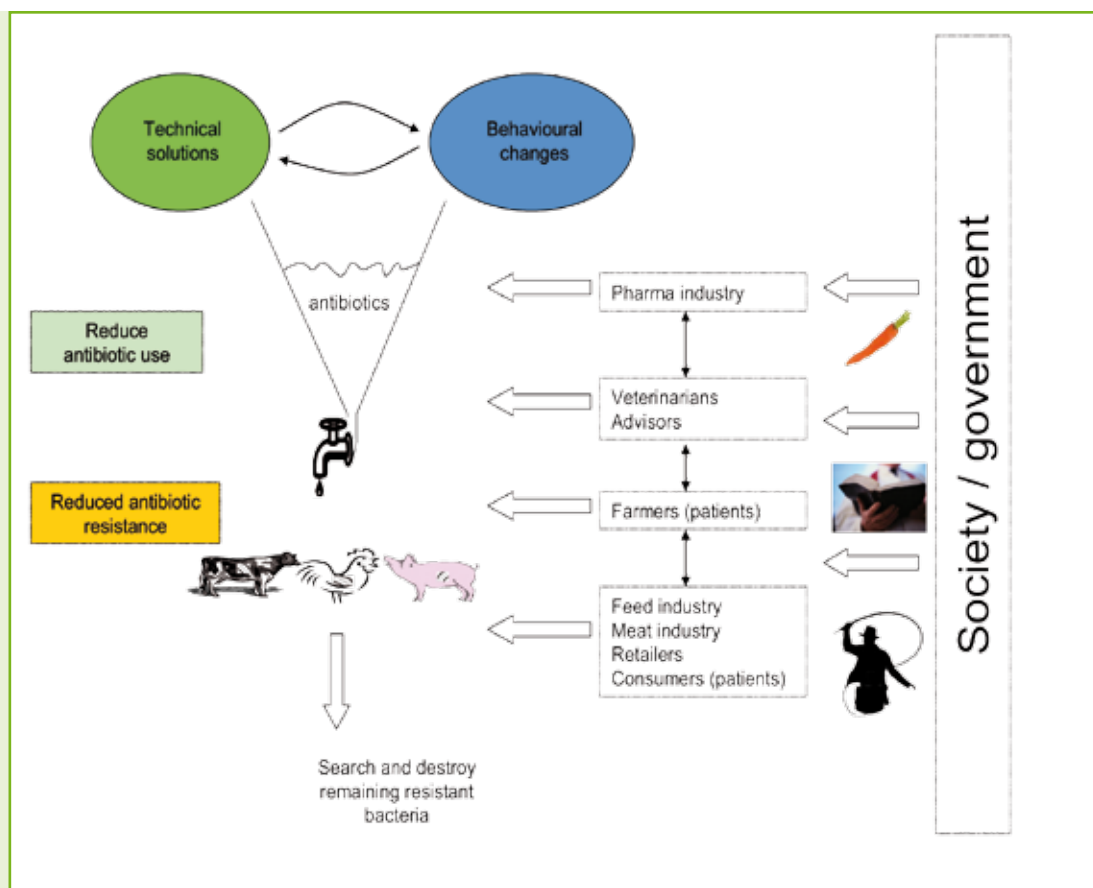 Technical
solutions
Behavioural
changes
antibiotics
Reduce
antibiotic use
Reduced antibiotic
resistance
Search and destroy
remaining resistant
bacteria
Pharma industry
Veterinarians
Advisors
Farmers (patients)
Feed industry
Meat industry
Retailers
Consumers (patients)
Society / government